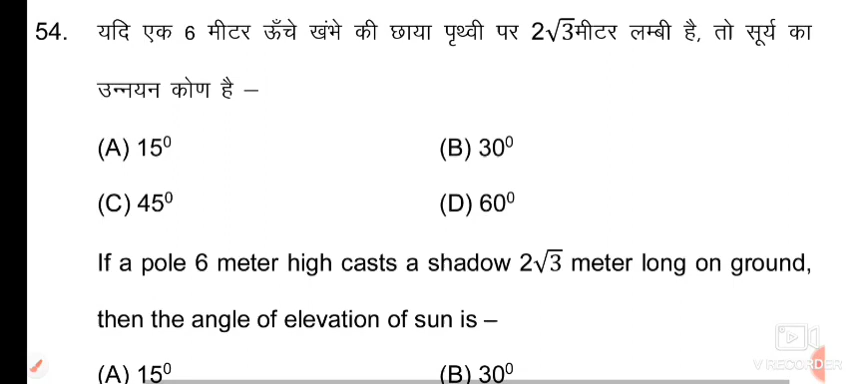 54. यदि एक 6 मीटर ऊँचे खंभे की छाया पृथ्वी पर 2√3मीटर लम्बी है, तो सूर्य का
उन्नयन कोण है –
(A) 15⁰ (B) 30⁰
(C) 45⁰ (D) 60⁰
If a pole 6 meter high casts a shadow 2√3 meter long on ground,
then the angle of elevation of sun is –
(A) 15⁰ (B) 30⁰
V RECORDER